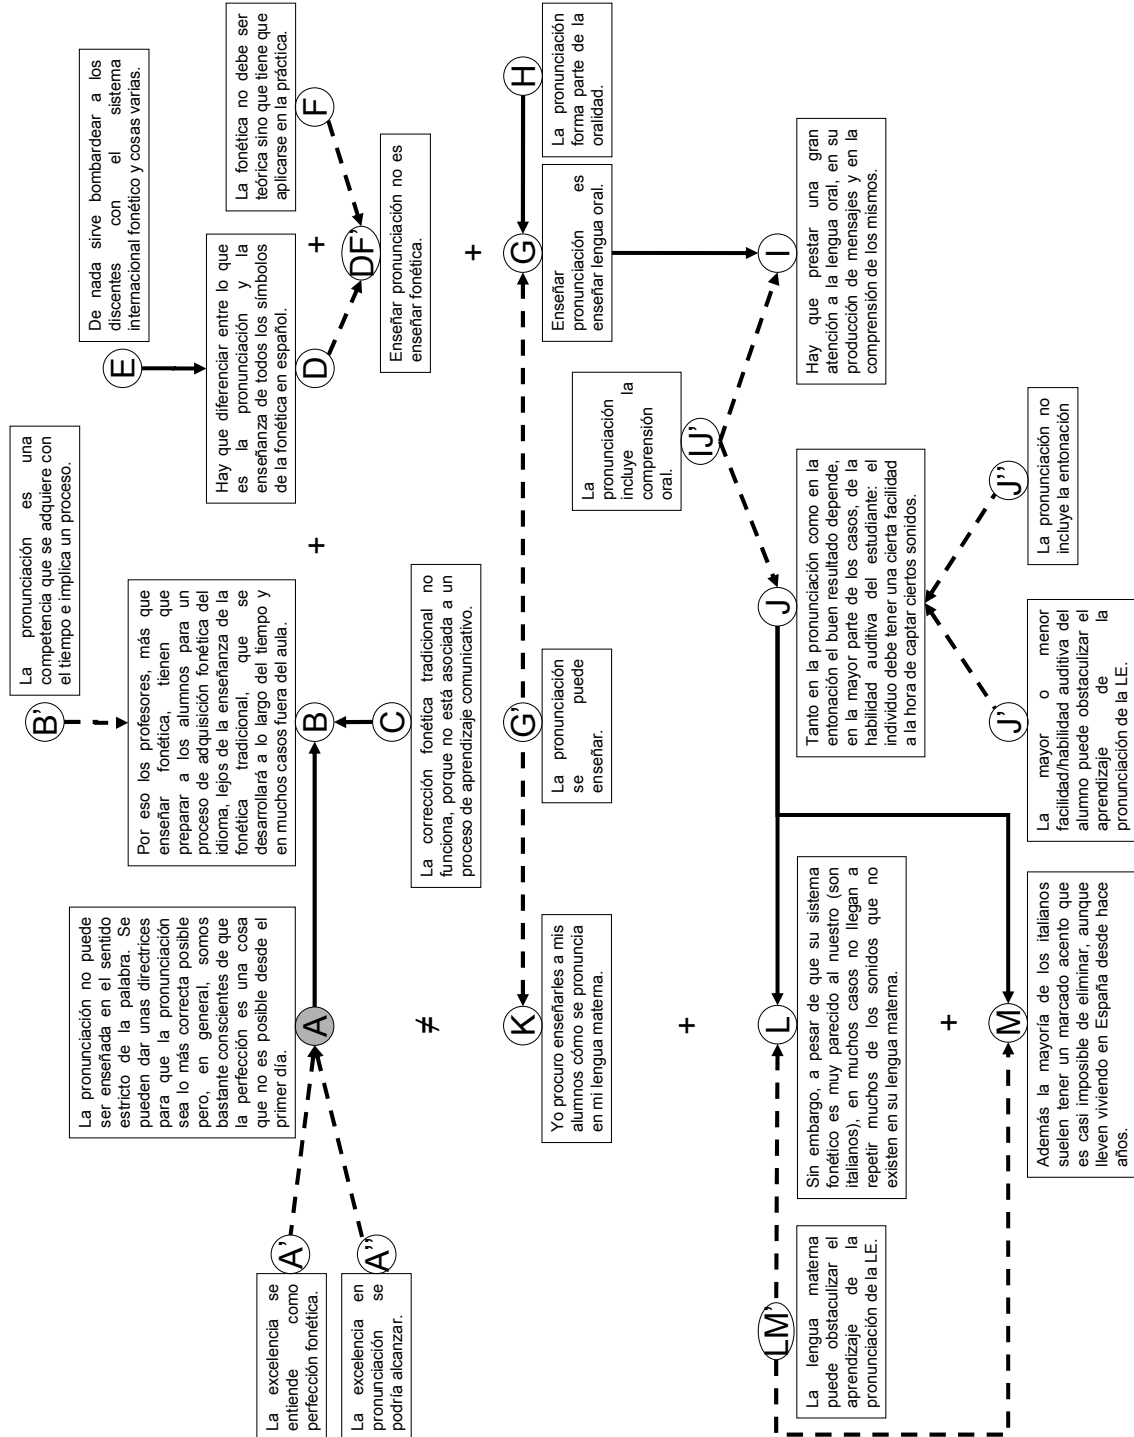 De nada sirve bombardear a los
discentes con el sistema
internacional fonético y cosas varias.
E
La fonética no debe ser
teórica sino que tiene que
aplicarse en la práctica.
F
H
La pronunciación
forma parte de la
oralidad.
Hay que diferenciar entre lo que
es la pronunciación y la
enseñanza de todos los símbolos
de la fonética en español.
D
+
DF'
Enseñar pronunciación no es
enseñar fonética.
+
G
Enseñar
pronunciación es
enseñar lengua oral.
I
Hay que prestar una gran
atención a la lengua oral, en su
producción de mensajes y en la
comprensión de los mismos.
La pronunciación es una
competencia que se adquiere con
el tiempo e implica un proceso.
B'
La pronunciación
incluye la
comprensión
oral.
IJ'
Por eso los profesores, más que
enseñar fonética, tienen que
preparar a los alumnos para un
proceso de adquisición fonética del
idioma, lejos de la enseñanza de la
fonética tradicional, que se
desarrollará a lo largo del tiempo y
en muchos casos fuera del aula.
B
+
C
La corrección fonética tradicional no
funciona, porque no está asociada a un
proceso de aprendizaje comunicativo.
G'
La pronunciación puede
se enseñar.
J
Tanto en la pronunciación como en la
entonación el buen resultado depende,
en la mayor parte de los casos, de la
habilidad auditiva del estudiante: el
individuo debe tener una cierta facilidad
a la hora de captar ciertos sonidos.
J''
La pronunciación no
incluye la entonación
J'
La mayor o menor
facilidad/habilidad auditiva del
alumno puede obstaculizar el
aprendizaje de la
pronunciación de la LE.
La pronunciación no puede
ser enseñada en el sentido
estricto de la palabra. Se
pueden dar unas directrices
para que la pronunciación
sea lo más correcta posible
pero, en general, somos
bastante conscientes de que
la perfección es una cosa
que no es posible desde el
primer día.
A
≠
K
Yo procuro enseñarles a mis
alumnos cómo se pronuncia
en mi lengua materna.
+
L
Sin embargo, a pesar de que su sistema
fonético es muy parecido al nuestro (son
italianos), en muchos casos no llegan a
repetir muchos de los sonidos que no
existen en su lengua materna.
+
M
Además la mayoría de los italianos
suelen tener un marcado acento que
es casi imposible de eliminar, aunque
lleven viviendo en España desde hace
años.
A'
La excelencia se
entiende como
perfección fonética.
A''
La excelencia en
pronunciación se
podría alcanzar.
LM'
La lengua materna
puede obstaculizar el
aprendizaje de la
pronunciación de la LE.